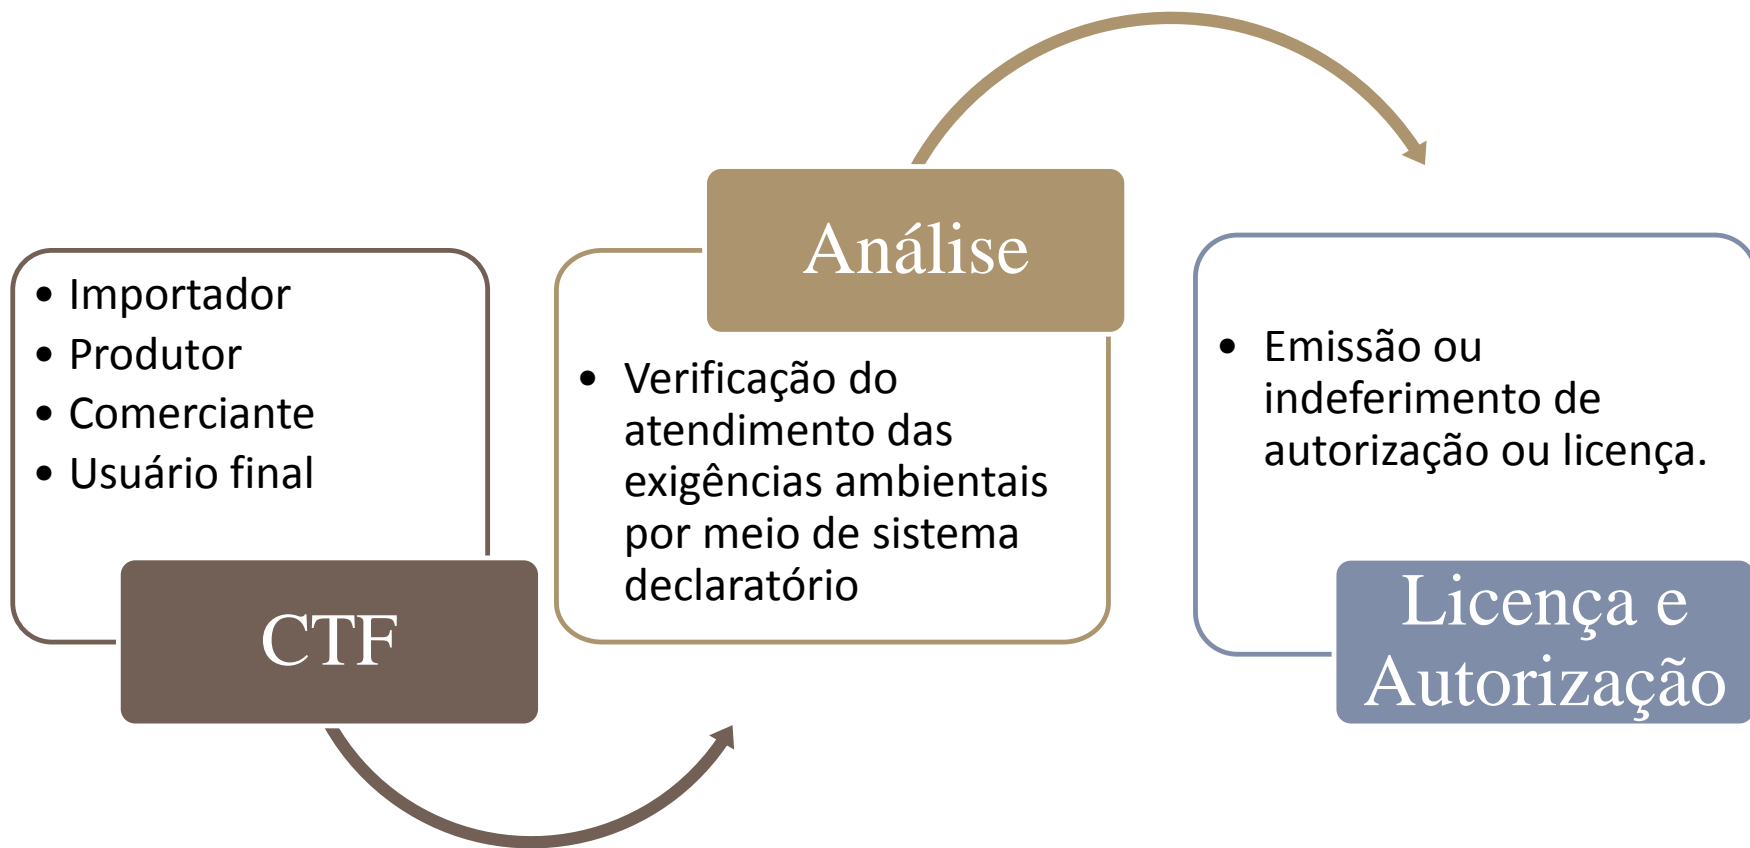 • Importador
• Produtor
• Comerciante
• Usuário final
CTF
Análise
• Verificação do
atendimento das
exigências ambientais
por meio de sistema
declaratório
• Emissão ou
indeferimento de
autorização ou licença.
Licença e
Autorização